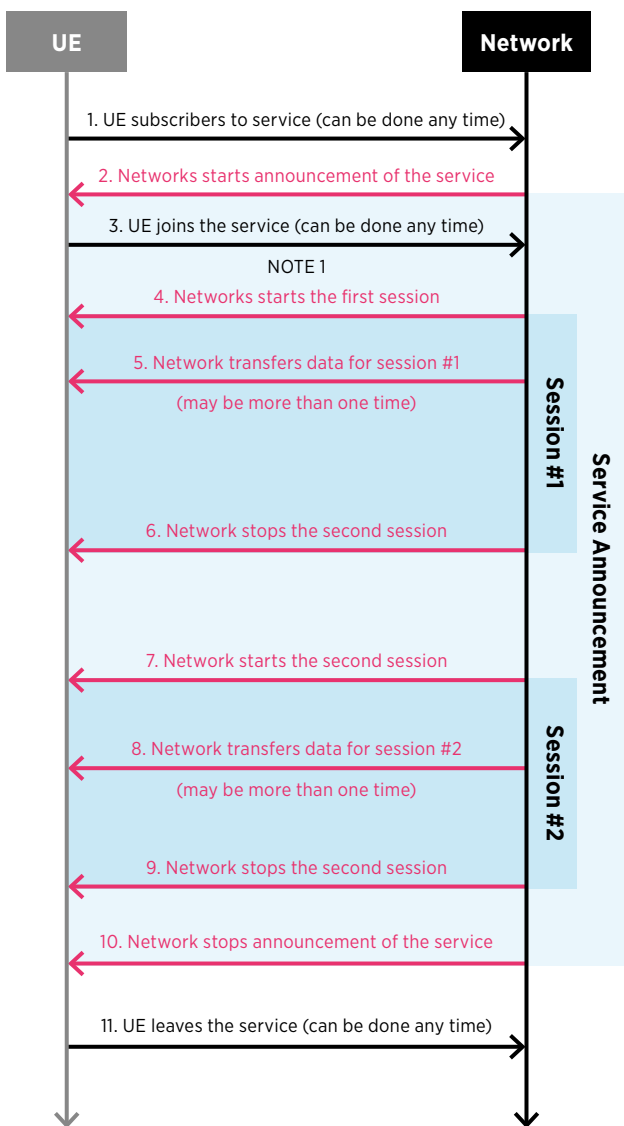 UE
Network
1. UE subscribers to service (can be done any time)
2. Networks starts announcement of the service
3. UE joins the service (can be done any time)
NOTE 1
4. Networks starts the first session
5. Network transfers data for session #1
(may be more than one time)
Session #1
Service Announcement
6. Network stops the second session
7. Network starts the second session
8. Network transfers data for session #2
(may be more than one time)
Session #2
9. Network stops the second session
10. Network stops announcement of the service
11. UE leaves the service (can be done any time)